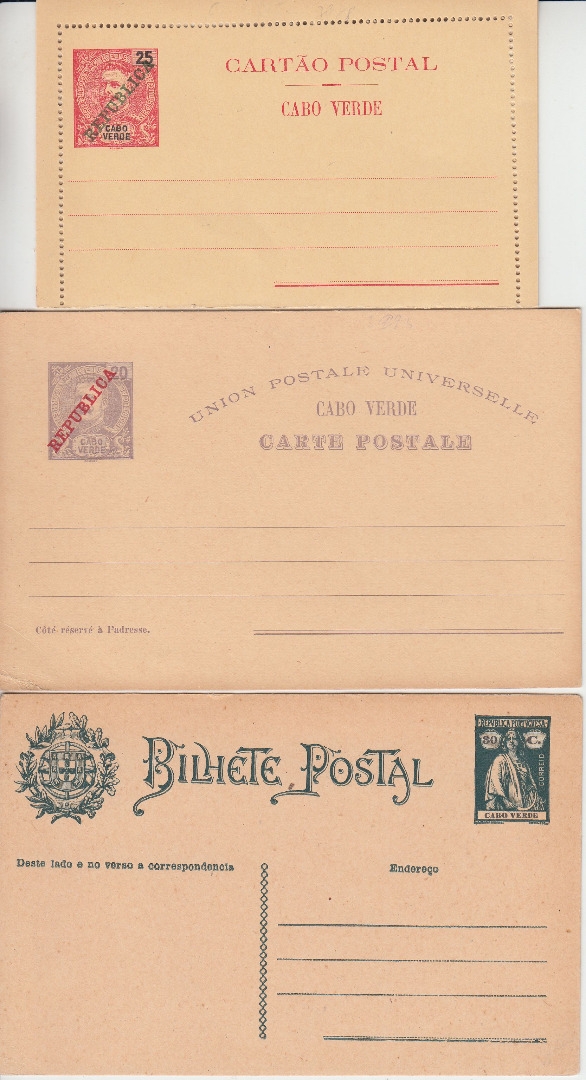 25
REPUBLICA
CABO
VERDE
CARTÃO POSTAL
CABO VERDE
20
REPUBLICA
CABO
VERDE
UNION POSTALE UNIVERSELLE
CABO VERDE
CARTE POSTALE
Côté réservé à l'adresse.
BILHETE POSTAL
REPUBLICA PORTUGUESA
30 C.
CORREIO
CABO VERDE
Deste lado e no verso a correspondencia
Endereço